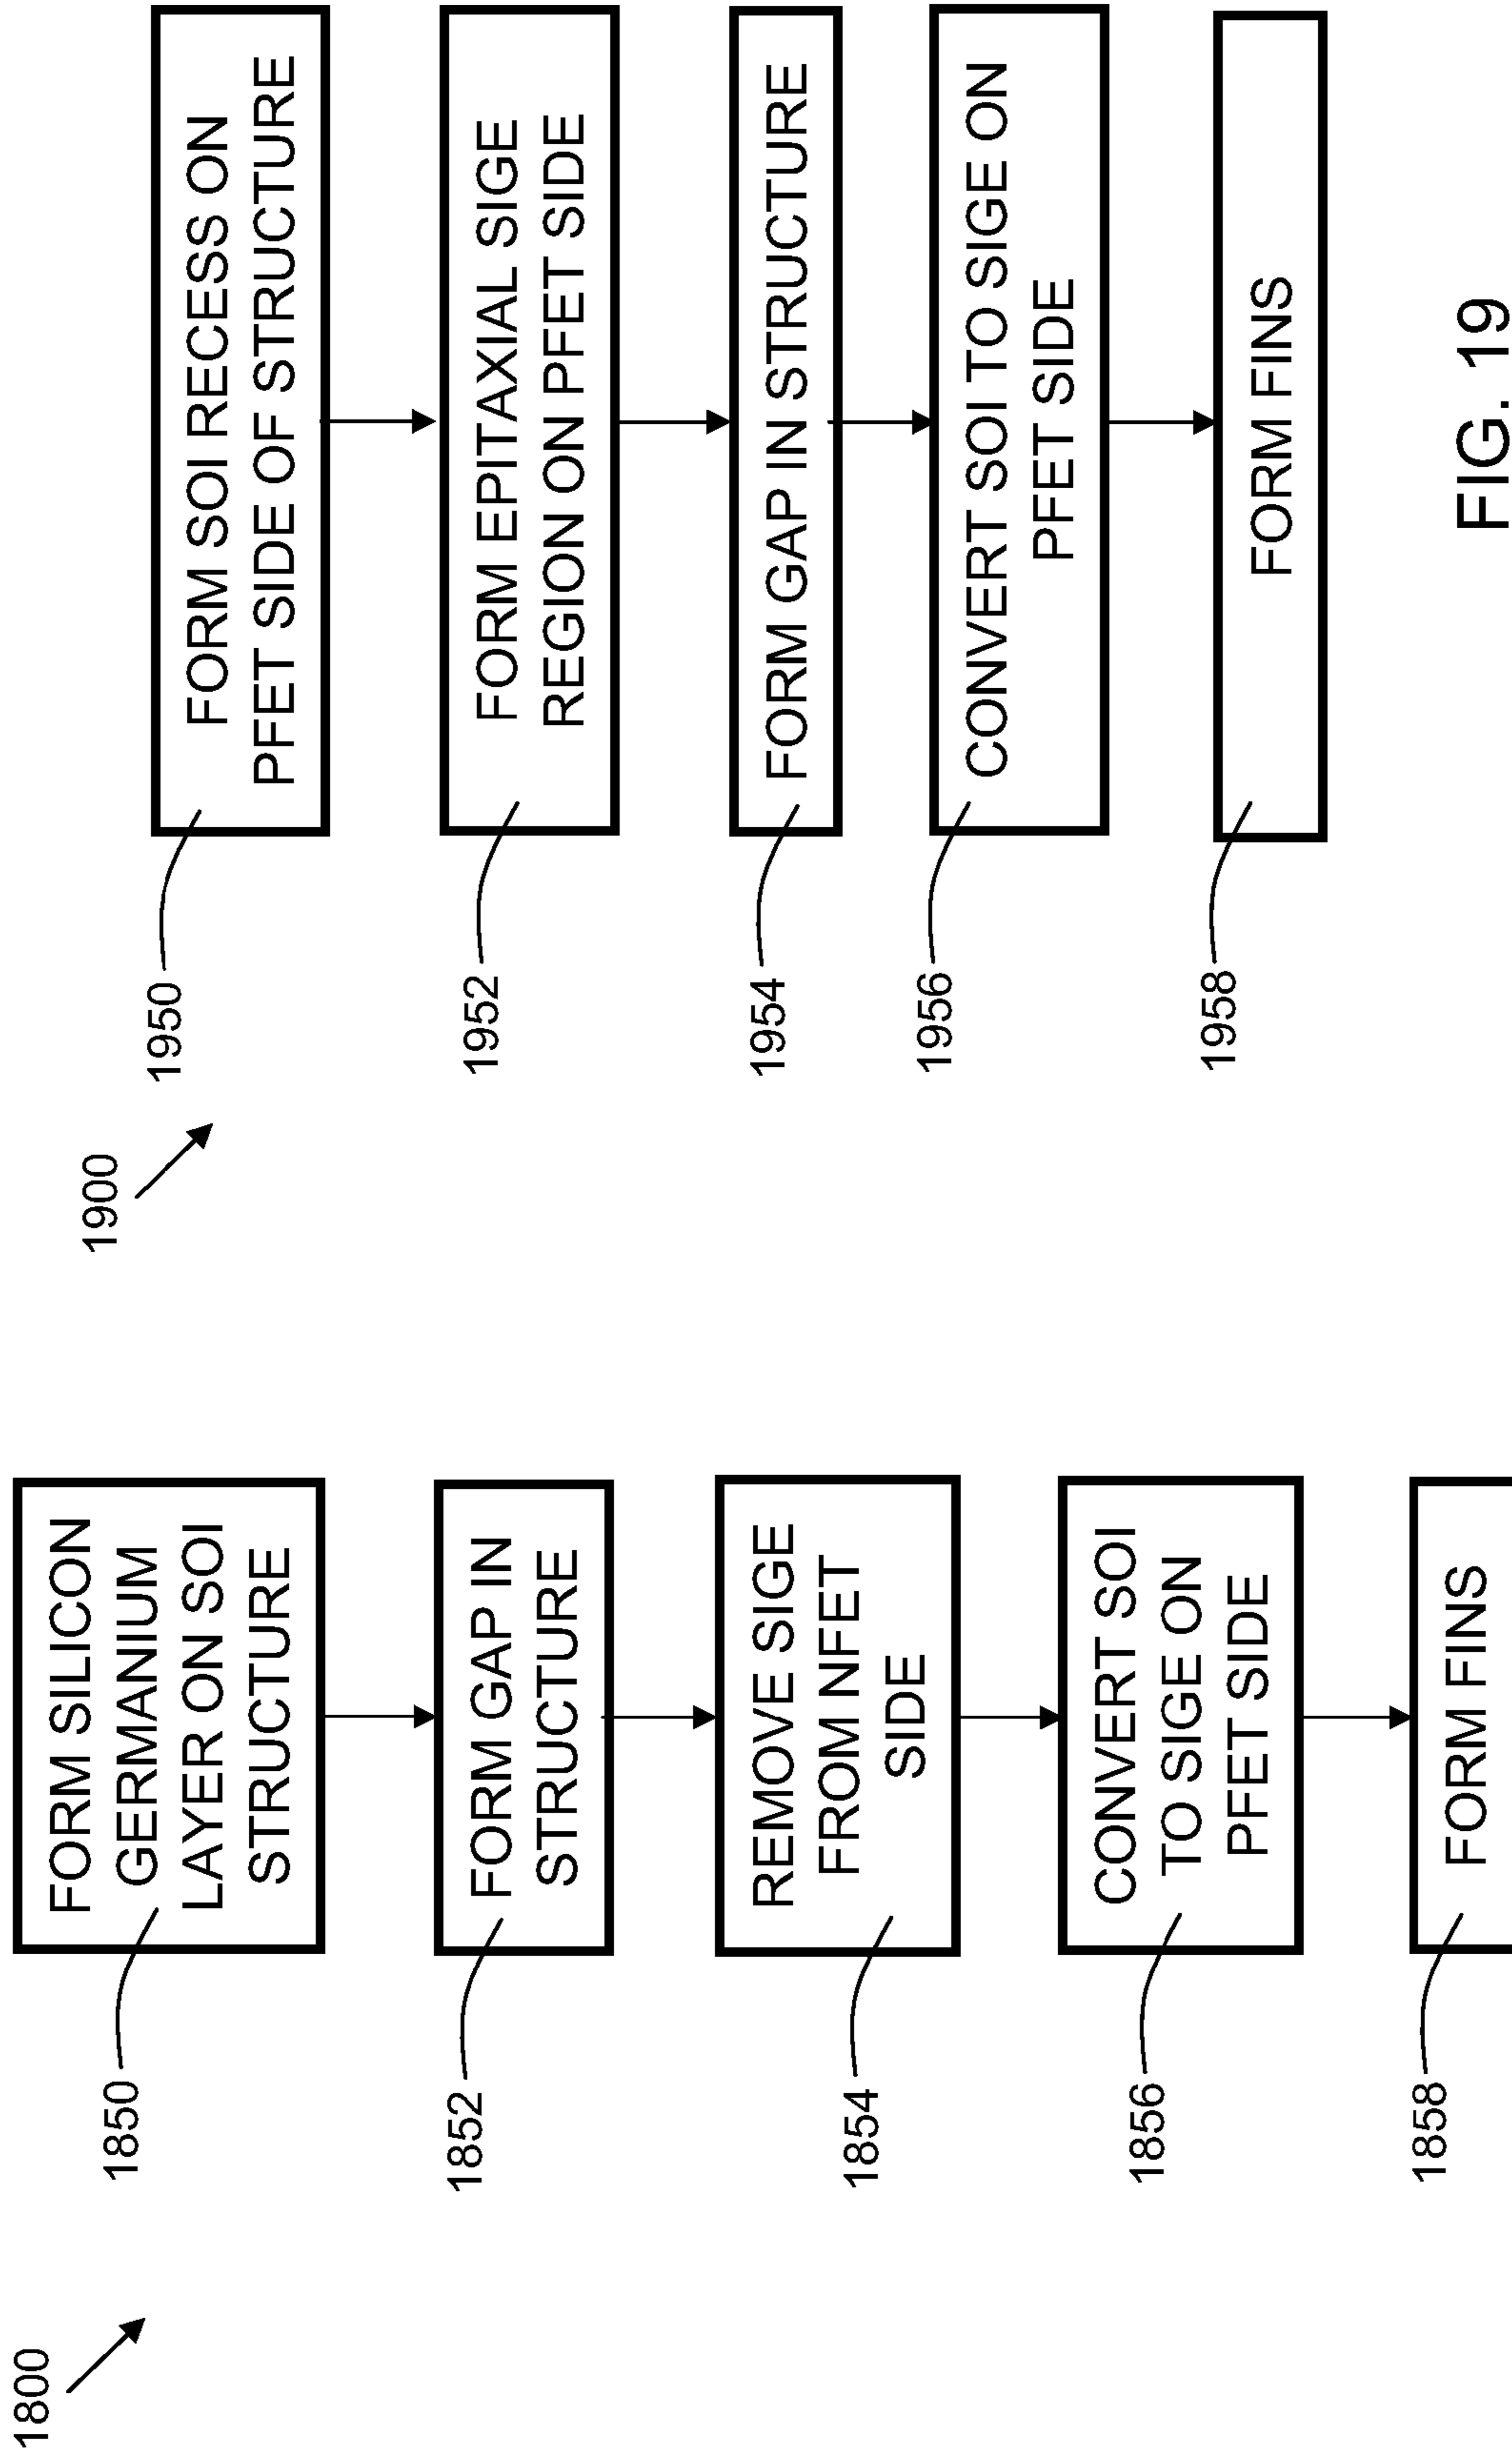 1800
1850
FORM SILICON
GERMANIUM
LAYER ON SOI
STRUCTURE
1852
FORM GAP IN
STRUCTURE
1854
REMOVE SIGE
FROM NFET
SIDE
1856
CONVERT SOI
TO SIGE ON
PFET SIDE
1858
FORM FINS
1900
1950
FORM SOI RECESS ON
PFET SIDE OF STRUCTURE
1952
FORM EPITAXIAL SIGE
REGION ON PFET SIDE
1954
FORM GAP IN STRUCTURE
1956
CONVERT SOI TO SIGE ON
PFET SIDE
1958
FORM FINS
FIG. 19